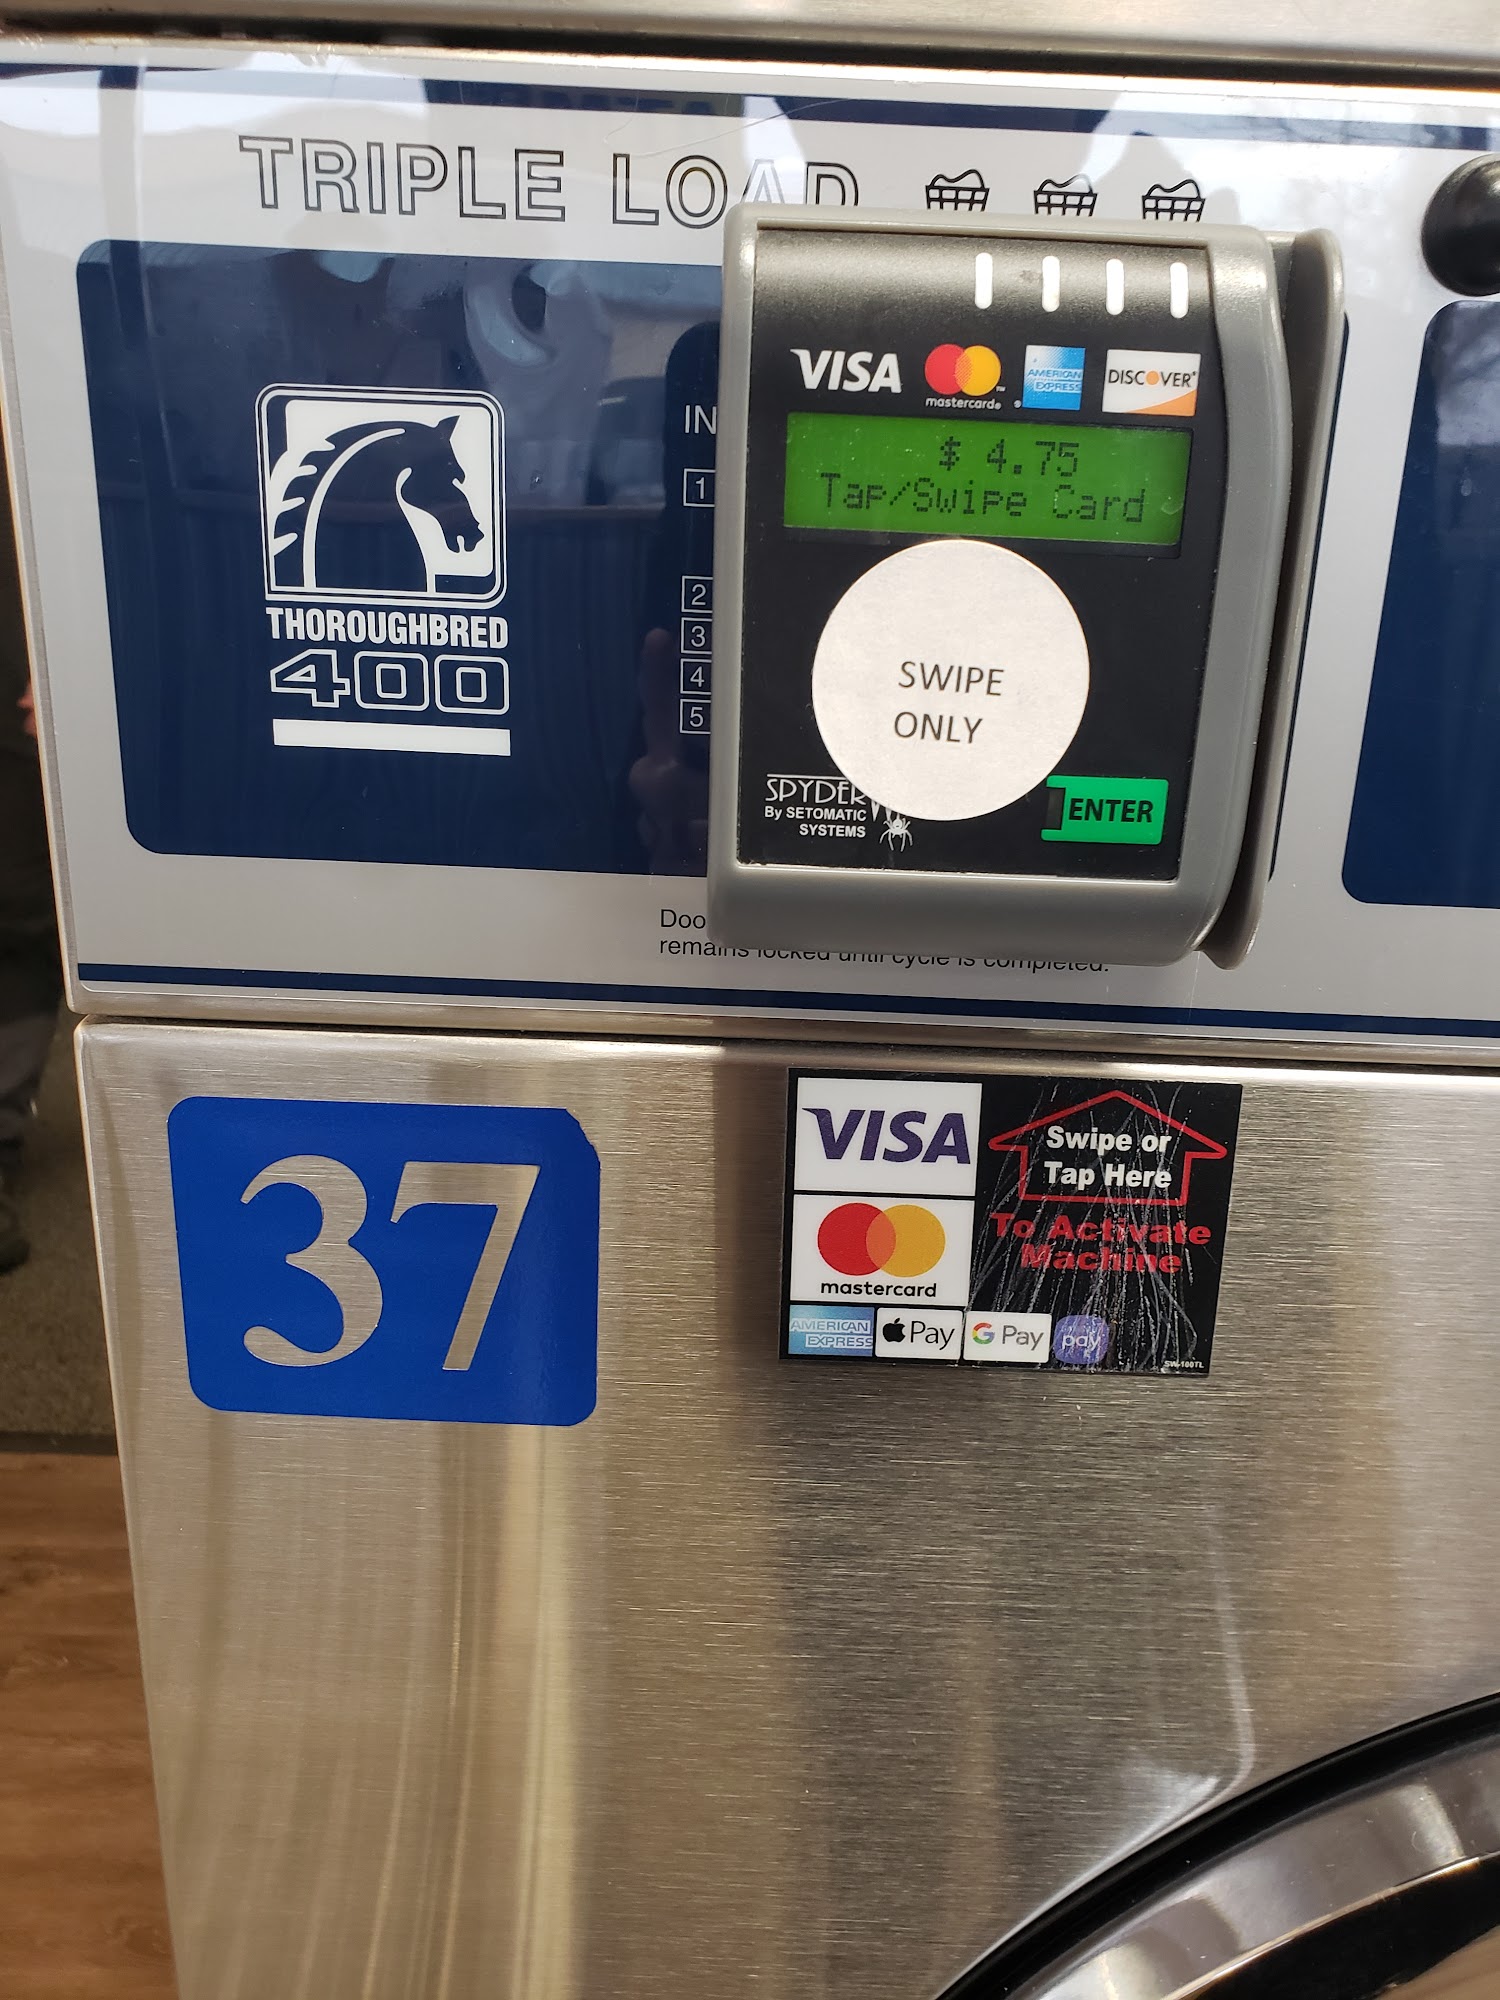 TRIPLE LOAD
THOROUGHBRED
400
IN
1
2
3
4
5
VISA mastercard AMERICAN EXPRESS DISCOVER
$ 4.75
Tap/Swipe Card
SWIPE
ONLY
SPYDER
By SETOMATIC
SYSTEMS
ENTER
remains locked until cycle is completed.
37
VISA
mastercard
AMERICAN
EXPRESS
Pay
G Pay
pay
Swipe or
Tap Here
To Activate
Machine
SW-100TL